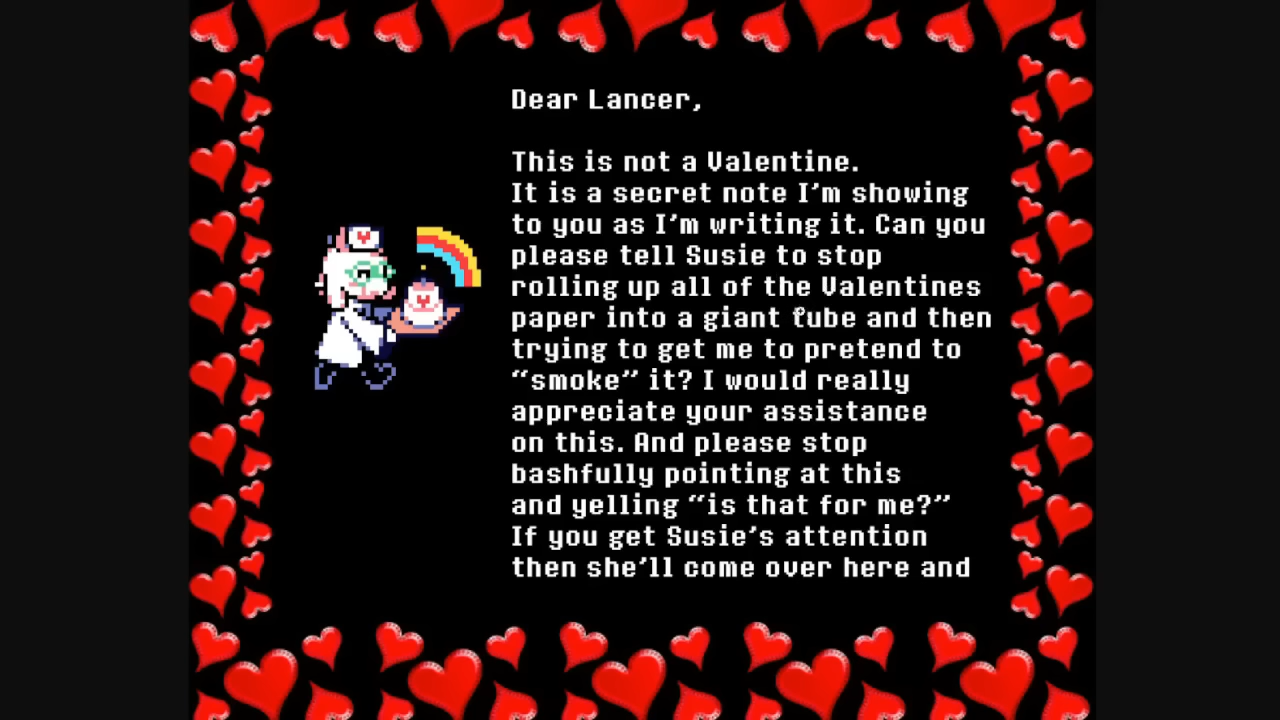 Dear Lancer,
This is not a Valentine.
It is a secret note I'm showing
to you as I'm writing it. Can you
please tell Susie to stop
rolling up all of the Valentines
paper into a giant fube and then
trying to get me to pretend to
“smoke” it? I would really
appreciate your assistance
on this. And please stop
bashfully pointing at this
and yelling “is that for me?”
If you get Susie's attention
then she'll come over here and